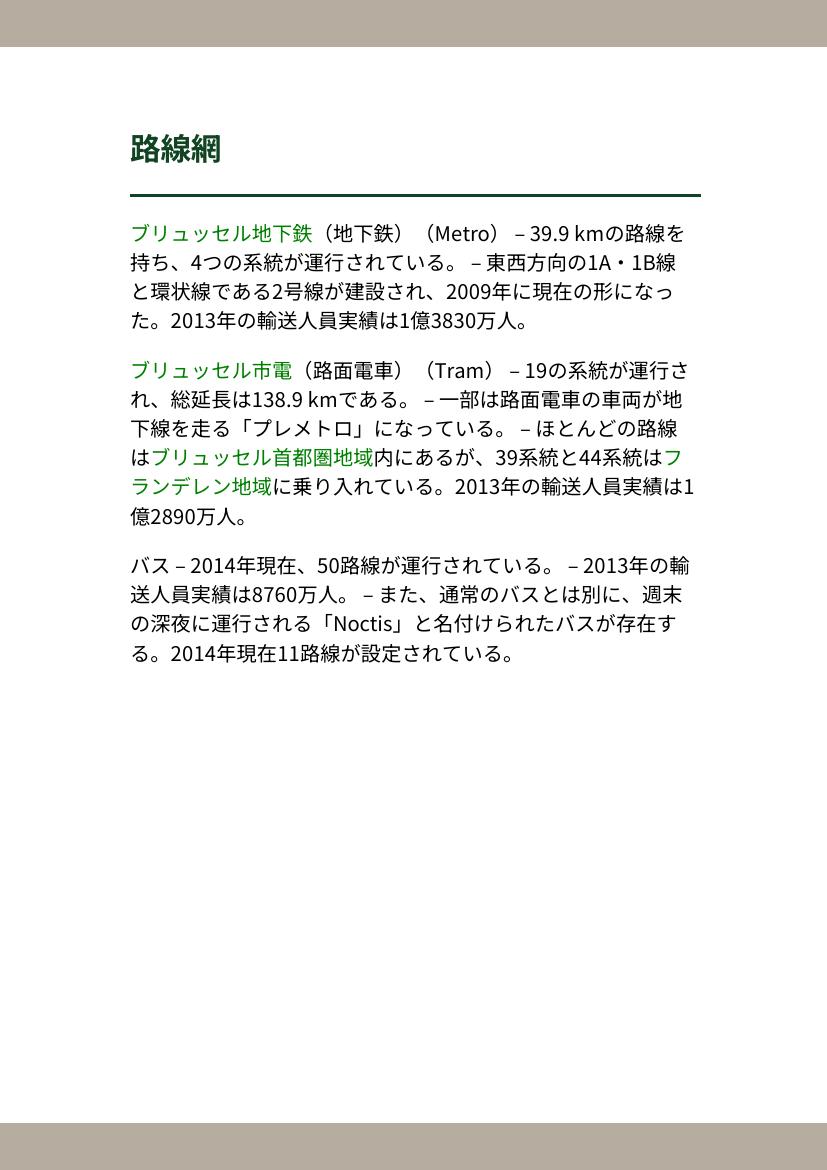 路線網
ブリュッセル地下鉄（地下鉄）（Metro） – 39.9 kmの路線を
持ち、4つの系統が運行されている。 – 東西方向の1A・1B線
と環状線である2号線が建設され、2009年に現在の形になっ
た。2013年の輸送人員実績は1億3830万人。
ブリュッセル市電（路面電車）（Tram） – 19の系統が運行さ
れ、総延長は138.9 kmである。 – 一部は路面電車の車両が地
下線を走る「プレメトロ」になっている。 – ほとんどの路線
はブリュッセル首都圏地域内にあるが、39系統と44系統はフ
ランデレン地域に乗り入れている。2013年の輸送人員実績は1
億2890万人。
バス – 2014年現在、50路線が運行されている。 – 2013年の輸
送人員実績は8760万人。 – また、通常のバスとは別に、週末
の深夜に運行される「Noctis」と名付けられたバスが存在す
る。2014年現在11路線が設定されている。